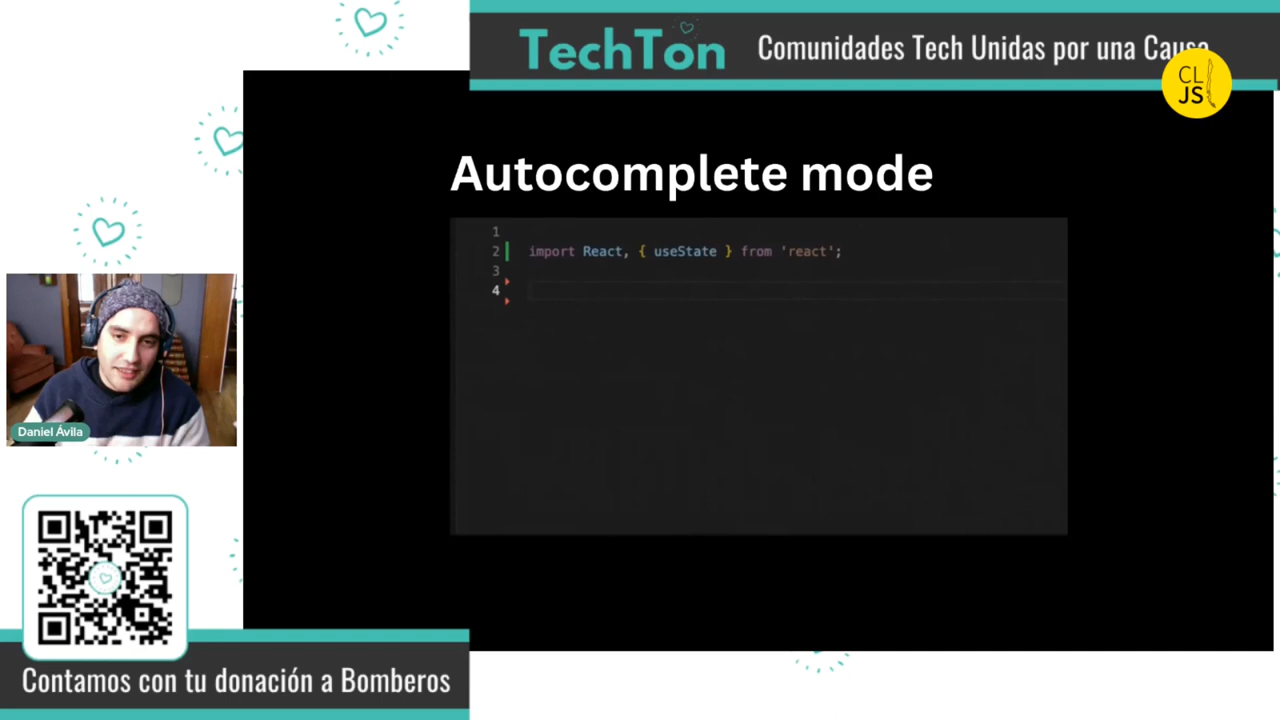 TechTon
Comunidades Tech Unidas por una Causa
CL
JS
Autocomplete mode
1
2 import React, { useState } from 'react';
3
4
Daniel Ávila
Contamos con tu donación a Bomberos